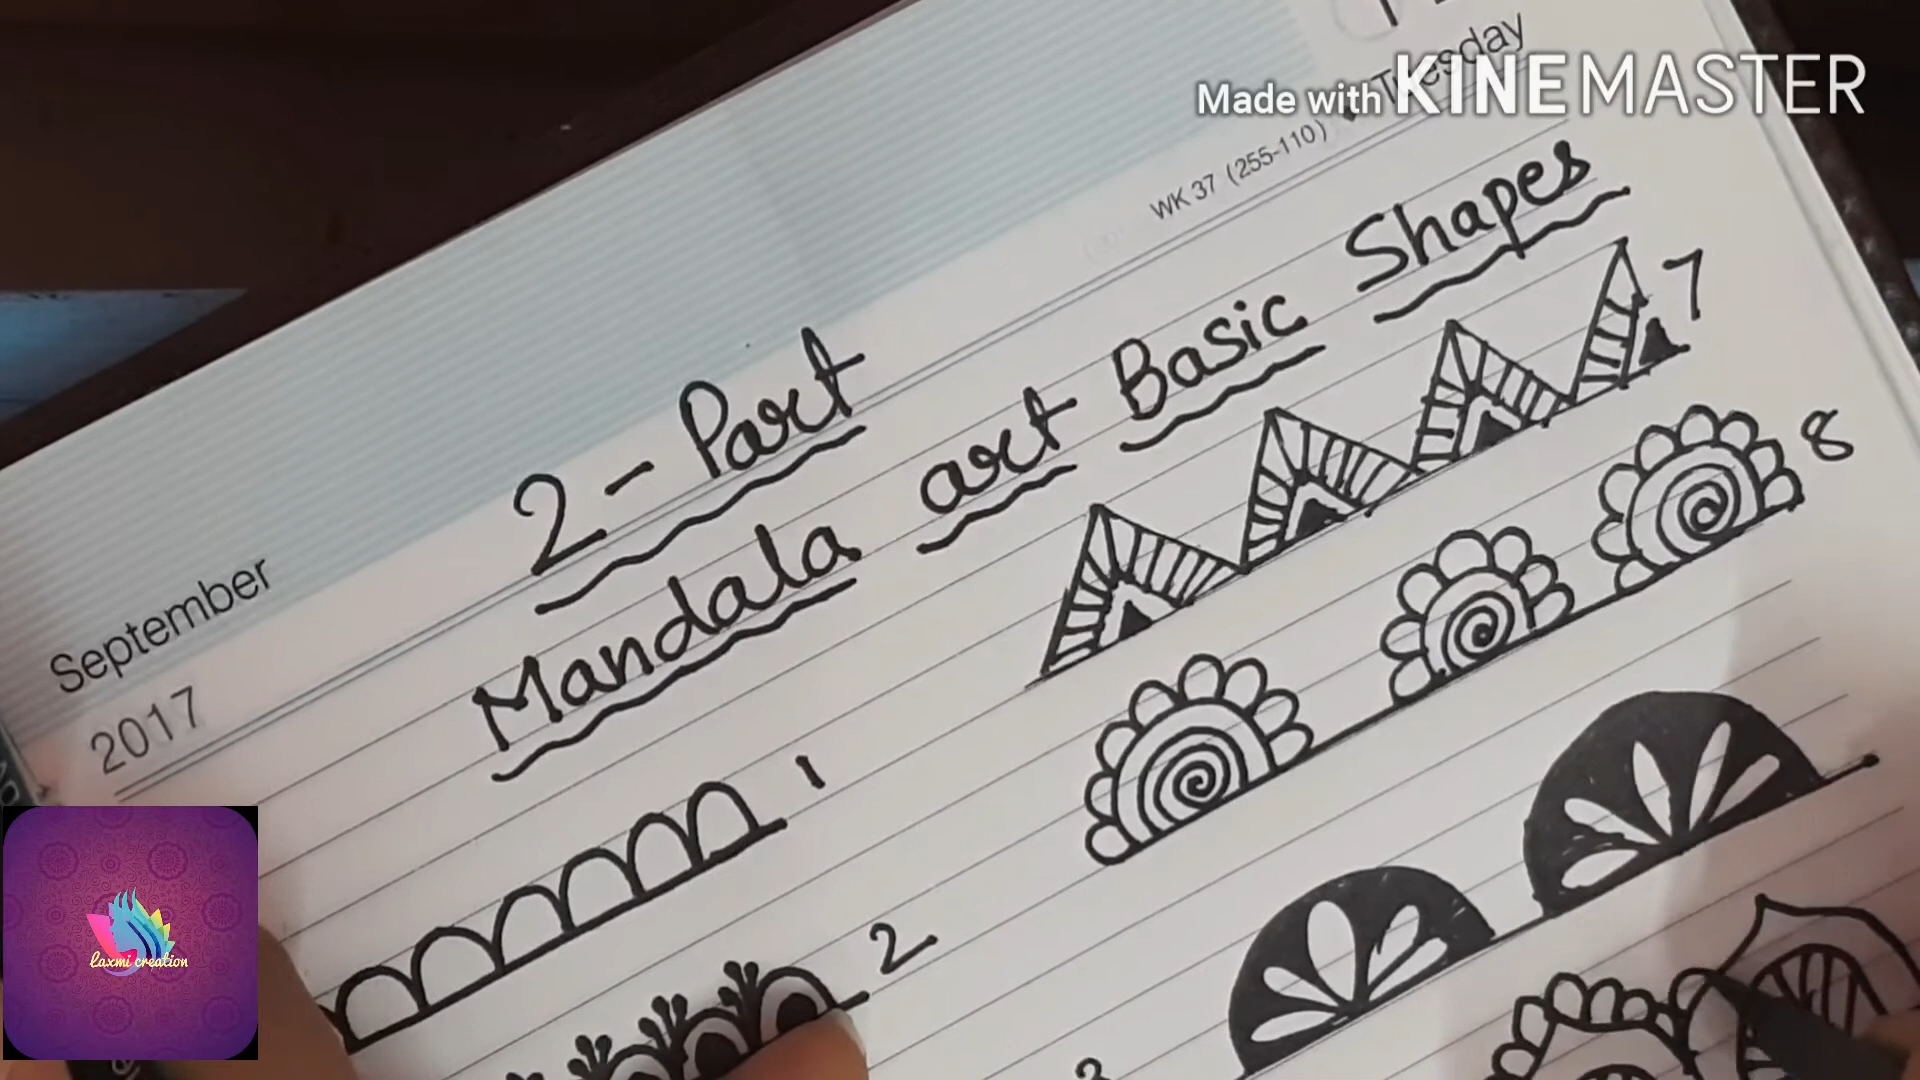 Made with KINEMASTER
Tuesday
WK 37 (255-110)
September
2017
2 - Part
Mandala art Basic Shapes
1
2
3
7
8
Laxmi creation